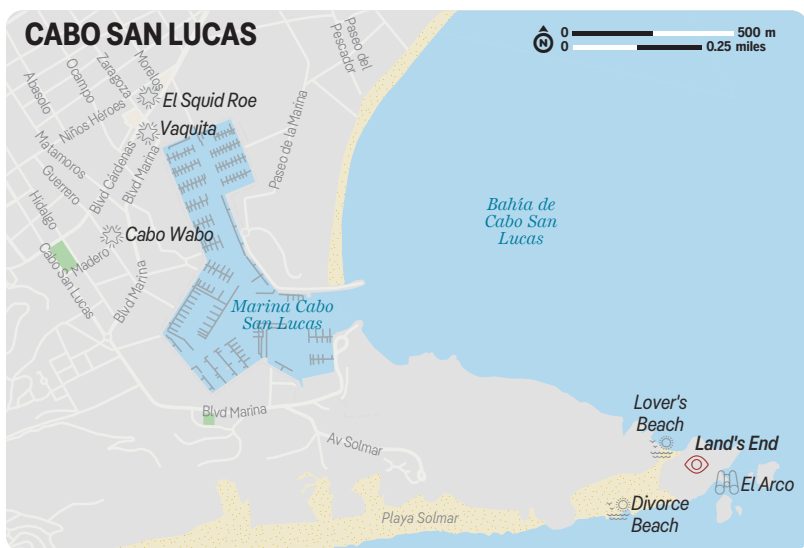 CABO SAN LUCAS
N
0 500 m
0 0.25 miles
Paseo del
Pescador
Morelos
Zaragoza
Ocampo
Abasolo
Niños Héroes
El Squid Roe
Vaquita
Paseo de la Marina
Matamoros
Guerrero
Hidalgo
Blvd Cárdenas
Blvd Marina
Cabo Wabo
Madero
Cabo San Lucas
Blvd Marina
Bahía de
Cabo San
Lucas
Marina Cabo
San Lucas
Blvd Marina
Av Solmar
Lover's
Beach
Land's End
El Arco
Divorce
Beach
Playa Solmar